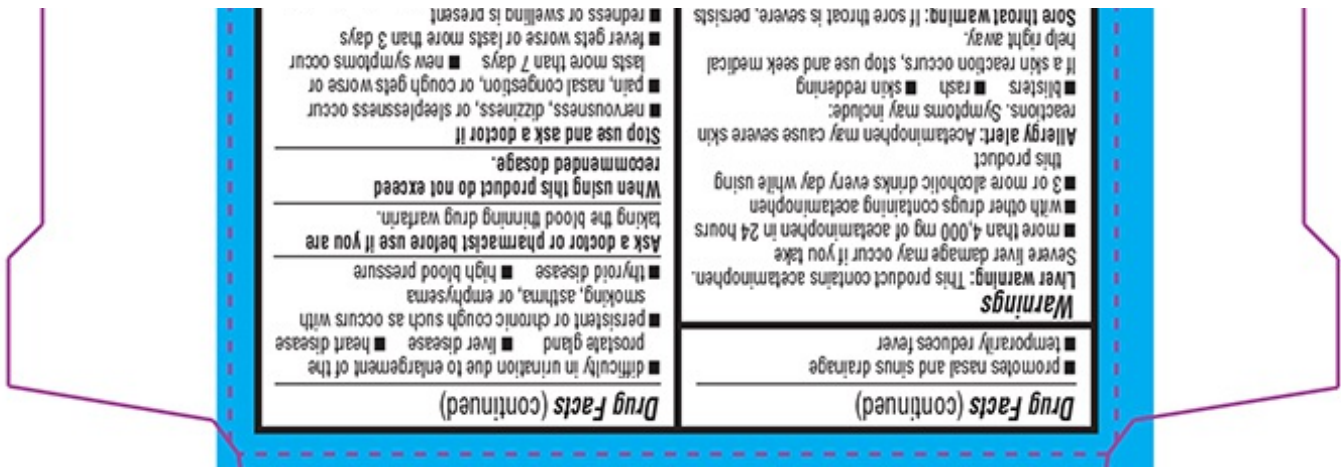 Drug Facts (continued)
■ promotes nasal and sinus drainage
■ temporarily reduces fever
Warnings
Liver warning: This product contains acetaminophen.
Severe liver damage may occur if you take
■ more than 4,000 mg of acetaminophen in 24 hours
■ with other drugs containing acetaminophen
■ 3 or more alcoholic drinks every day while using
this product
Allergy alert: Acetaminophen may cause severe skin
reactions. Symptoms may include:
■ blisters ■ rash ■ skin reddening
If a skin reaction occurs, stop use and seek medical
help right away.
Sore throat warning: If sore throat is severe, persists
Drug Facts (continued)
■ difficulty in urination due to enlargement of the
prostate gland ■ liver disease ■ heart disease
■ persistent or chronic cough such as occurs with
smoking, asthma, or emphysema
■ thyroid disease ■ high blood pressure
Ask a doctor or pharmacist before use if you are
taking the blood thinning drug warfarin.
When using this product do not exceed
recommended dosage.
Stop use and ask a doctor if
■ nervousness, dizziness, or sleeplessness occur
■ pain, nasal congestion, or cough gets worse or
lasts more than 7 days ■ new symptoms occur
■ fever gets worse or lasts more than 3 days
■ redness or swelling is present